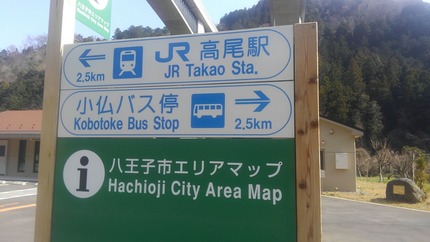 JR 高尾駅
2.5km JR Takao Sta.
小仏バス停
Kobotoke Bus Stop 2.5km
i 八王子市エリアマップ
Hachioji City Area Map